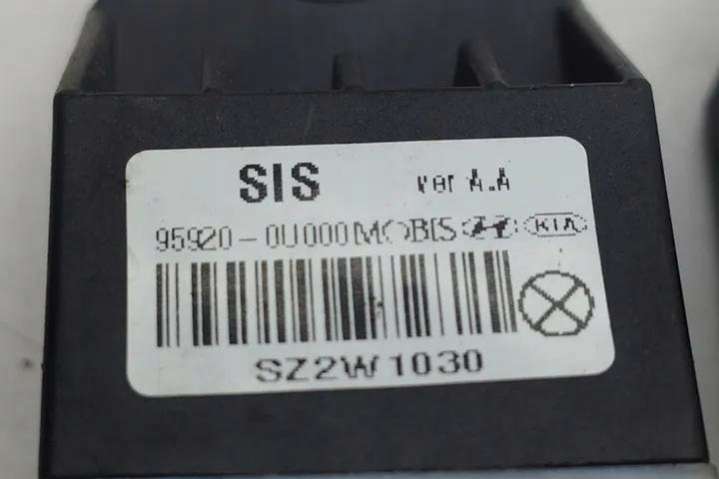 SIS ver A.A
95920-0U000 MOBIS KIA
SZ2W1030